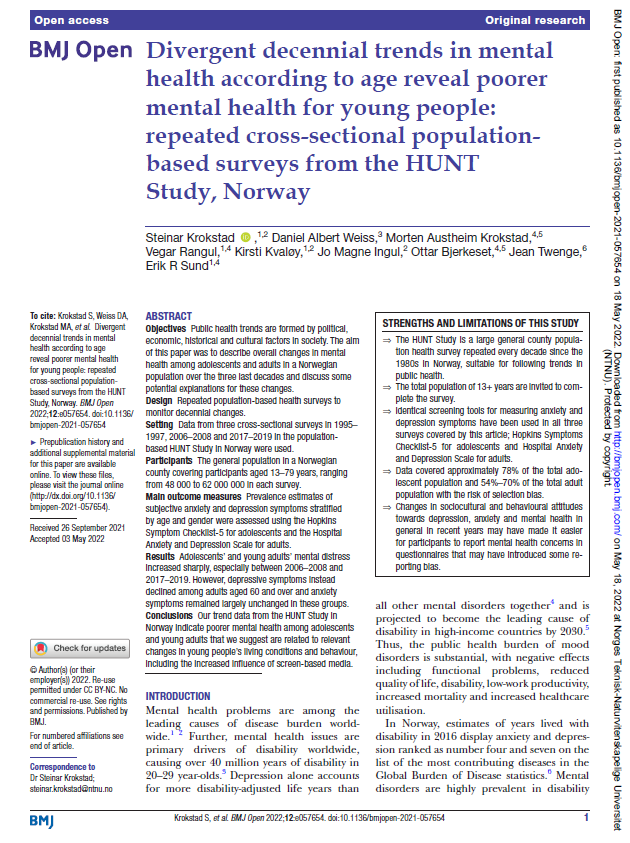 Open access
Original research
BMJ Open
Divergent decennial trends in mental
health according to age reveal poorer
mental health for young people:
repeated cross-sectional population-
based surveys from the HUNT
Study, Norway
Steinar Krokstad ,1,2 Daniel Albert Weiss,3 Morten Austheim Krokstad,4,5
Vegar Rangul,1,4 Kirsti Kvaløy,1,2 Jo Magne Ingul,2 Ottar Bjerkeset,4,5 Jean Twenge,6
Erik R Sund1,4
To cite: Krokstad S, Weiss DA,
Krokstad MA, et al. Divergent
decennial trends in mental
health according to age
reveal poorer mental health
for young people: repeated
cross-sectional population-
based surveys from the HUNT
Study, Norway. BMJ Open
2022;12:e057654. doi:10.1136/
bmjopen-2021-057654
► Prepublication history and
additional supplemental material
for this paper are available
online. To view these files,
please visit the journal online
(http://dx.doi.org/10.1136/
bmjopen-2021-057654).
Received 26 September 2021
Accepted 03 May 2022
Check for updates
© Author(s) (or their
employer(s)) 2022. Re-use
permitted under CC BY-NC. No
commercial re-use. See rights
and permissions. Published by
BMJ.
For numbered affiliations see
end of article.
Correspondence to
Dr Steinar Krokstad;
steinar.krokstad@ntnu.no
ABSTRACT
Objectives Public health trends are formed by political,
economic, historical and cultural factors in society. The aim
of this paper was to describe overall changes in mental
health among adolescents and adults in a Norwegian
population over the three last decades and discuss some
potential explanations for these changes.
Design Repeated population-based health surveys to
monitor decennial changes.
Setting Data from three cross-sectional surveys in 1995–
1997, 2006–2008 and 2017–2019 in the population-
based HUNT Study in Norway were used.
Participants The general population in a Norwegian
county covering participants aged 13–79 years, ranging
from 48 000 to 62 000 000 in each survey.
Main outcome measures Prevalence estimates of
subjective anxiety and depression symptoms stratified
by age and gender were assessed using the Hopkins
Symptom Checklist-5 for adolescents and the Hospital
Anxiety and Depression Scale for adults.
Results Adolescents' and young adults' mental distress
increased sharply, especially between 2006–2008 and
2017–2019. However, depressive symptoms instead
declined among adults aged 60 and over and anxiety
symptoms remained largely unchanged in these groups.
Conclusions Our trend data from the HUNT Study in
Norway indicate poorer mental health among adolescents
and young adults that we suggest are related to relevant
changes in young people's living conditions and behaviour,
including the increased influence of screen-based media.
INTRODUCTION
Mental health problems are among the
leading causes of disease burden world-
wide.1 2 Further, mental health issues are
primary drivers of disability worldwide,
causing over 40 million years of disability in
20–29 year-olds.3 Depression alone accounts
for more disability-adjusted life years than
STRENGTHS AND LIMITATIONS OF THIS STUDY
⇒ The HUNT Study is a large general county popula-
tion health survey repeated every decade since the
1980s in Norway, suitable for following trends in
public health.
⇒ The total population of 13+ years are invited to com-
plete the survey.
⇒ Identical screening tools for measuring anxiety and
depression symptoms have been used in all three
surveys covered by this article; Hopkins Symptoms
Checklist-5 for adolescents and Hospital Anxiety
and Depression Scale for adults.
⇒ Data covered approximately 78% of the total ado-
lescent population and 54%–70% of the total adult
population with the risk of selection bias.
⇒ Changes in sociocultural and behavioural attitudes
towards depression, anxiety and mental health in
general in recent years may have made it easier
for participants to report mental health concerns in
questionnaires that may have introduced some re-
porting bias.
all other mental disorders together4 and is
projected to become the leading cause of
disability in high-income countries by 2030.5
Thus, the public health burden of mood
disorders is substantial, with negative effects
including functional problems, reduced
quality of life, disability, low-work productivity,
increased mortality and increased healthcare
utilisation.
In Norway, estimates of years lived with
disability in 2016 display anxiety and depres-
sion ranked as number four and seven on the
list of the most contributing diseases in the
Global Burden of Disease statistics.6 Mental
disorders are highly prevalent in disability
BMJ
Krokstad S, et al. BMJ Open 2022;12:e057654. doi:10.1136/bmjopen-2021-057654
1
BMJ Open: first published as 10.1136/bmjopen-2021-057654 on 18 May 2022. Downloaded from http://bmjopen.bmj.com/ on May 18, 2022 at Norges Teknisk-Naturvitenskapelige Universitet
(NTNU). Protected by copyright.